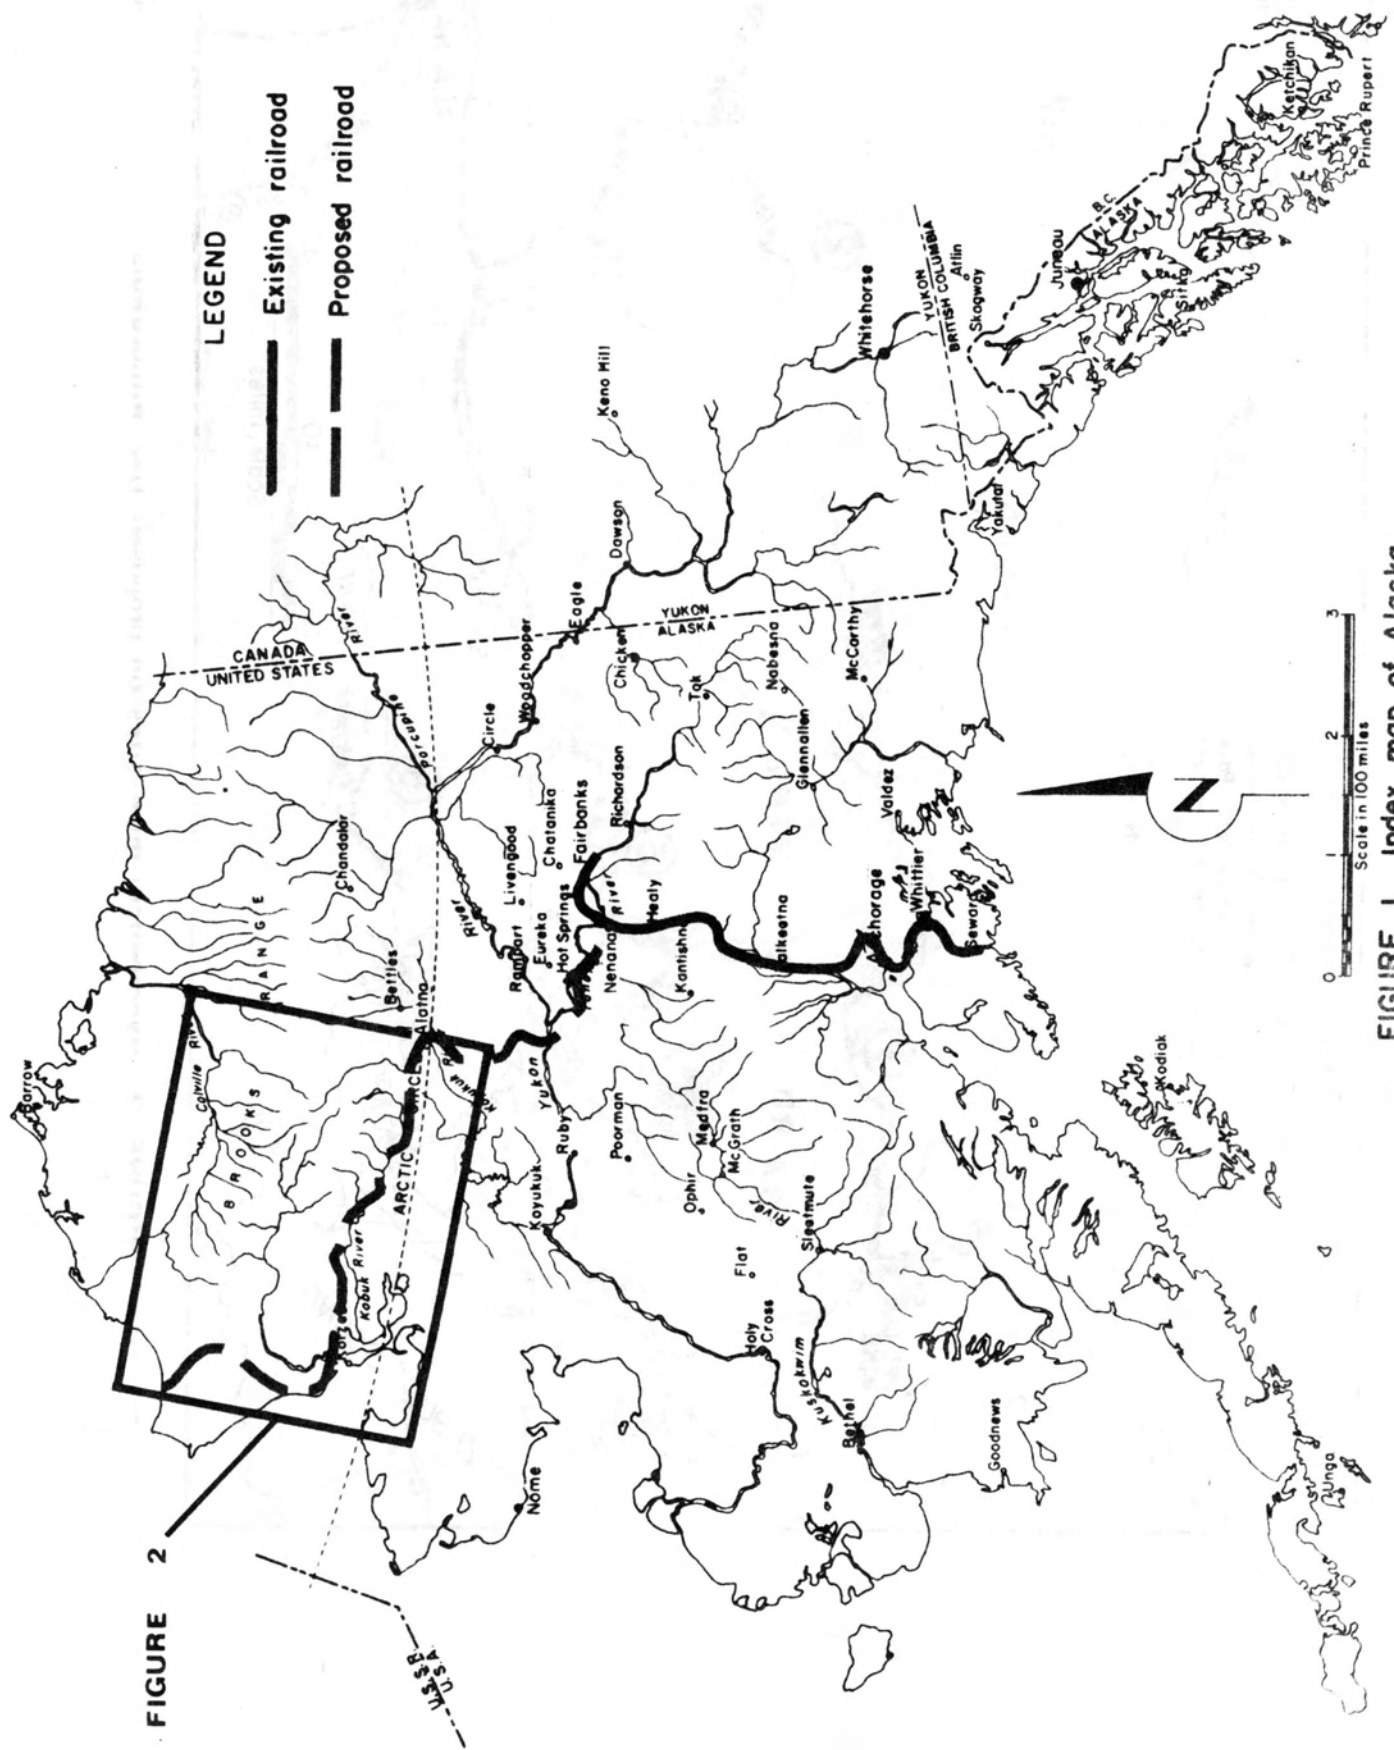 LEGEND
Existing railroad
Proposed railroad
FIGURE 2
U.S.S.R.
U.S.A.
Barrow
Colville
BROOKS
RANGE
CANADA
UNITED STATES
River
Porcupine
Chandalar
Bettles
Alatna
ARCTIC CIRCLE
Kobuk River
River
Circle
Woodchopper
Eagle
Dawson
Keno Hill
Rampart
Livengood
Eureka
Chatanika
Hot Springs
Fairbanks
Richardson
Nenana
River
Healy
Kantishna
Yukon
Ruby
Koyukuk
Poorman
Medfra
McGrath
Ophir
River
Sleetmute
Flat
Holy
Cross
Kuskokwim
Bethel
Goodnews
Nome
Chicken
YUKON
ALASKA
Tok
Nabesna
McCarthy
Glennallen
Valdez
Anchorage
Whittier
Seward
Kodiak
Unga
Whitehorse
YUKON
BRITISH COLUMBIA
Atlin
Skagway
Yakutat
Juneau
B.C.
ALASKA
Sitka
Ketchikan
Prince Rupert
N
0 1 2 3
Scale in 100 miles
FIGURE 1. Index map of Alaska